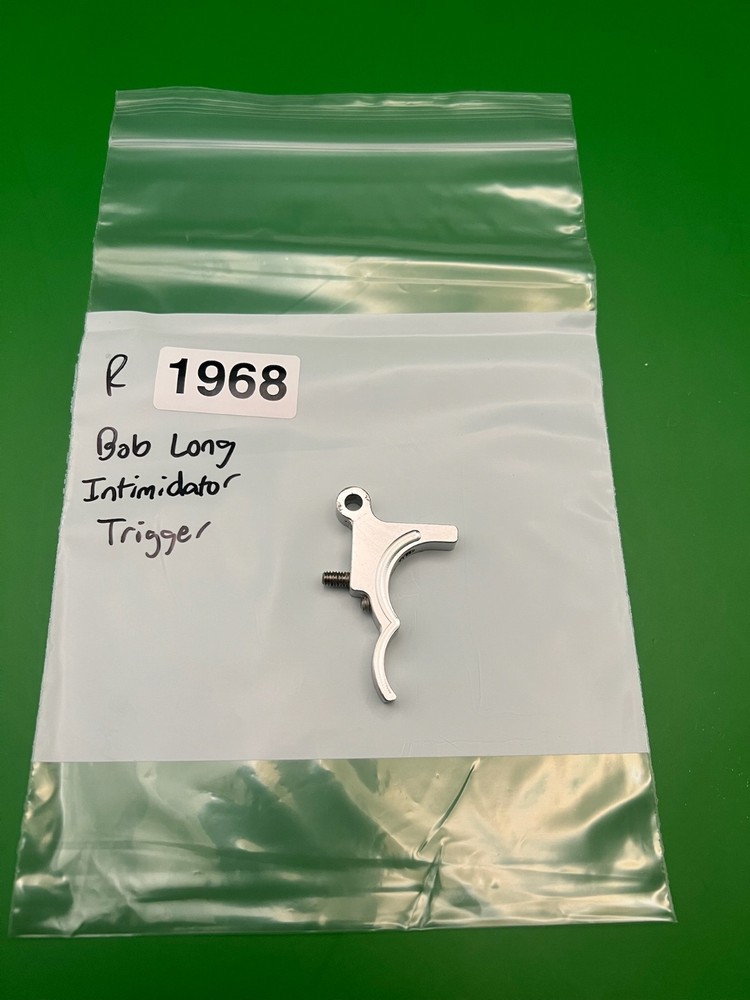 R 1968
Bob Long
Intimidator
Trigger